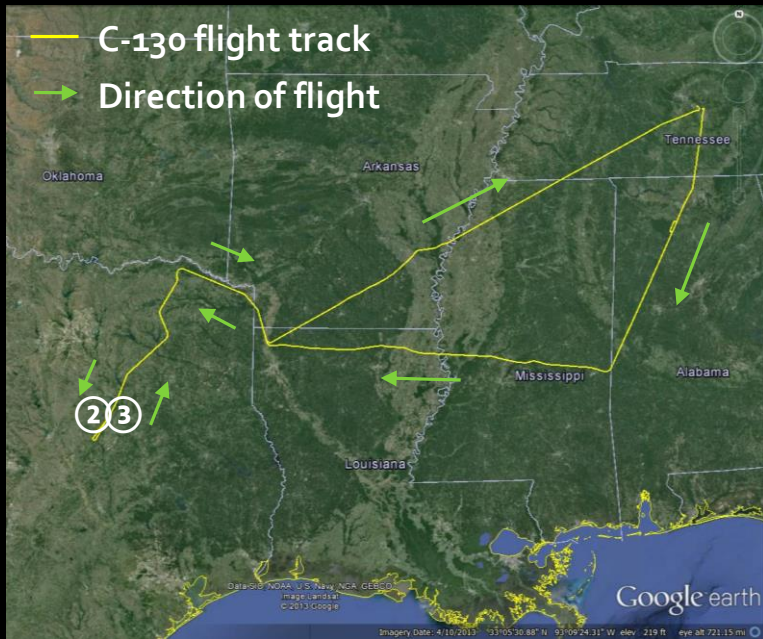 C-130 flight track
Direction of flight
N
Tennessee
Arkansas
Oklahoma
2 3
Mississippi
Alabama
Louisiana
Data SIO, NOAA, U.S. Navy, NGA, GEBCO
Image Landsat
© 2013 Google
Google earth
Imagery Date: 4/10/2013 33°05'30.88" N 93°09'24.31" W elev 219 ft eye alt 721.15 mi